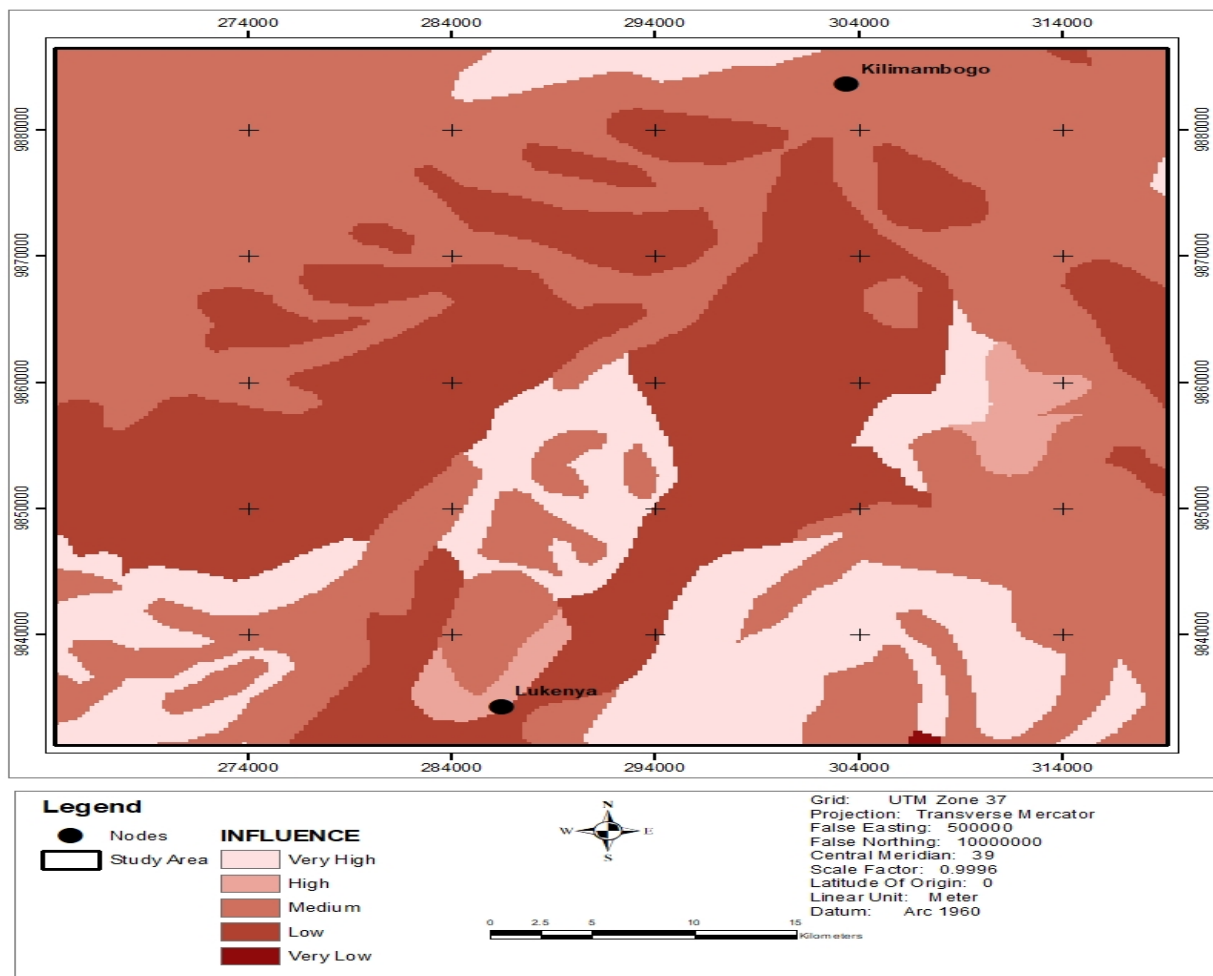 274000 284000 294000 304000 314000
Kilimambogo
9880000 9880000
9870000 9870000
9860000 9860000
9850000 9850000
9840000 9840000
Lukenya
274000 284000 294000 304000 314000
Legend
Nodes
Study Area
INFLUENCE
Very High
High
Medium
Low
Very Low
N
W E
S
0 2.5 5 10 15
Kilometers
Grid: UTM Zone 37
Projection: Transverse Mercator
False Easting: 500000
False Northing: 10000000
Central Meridian: 39
Scale Factor: 0.9996
Latitude Of Origin: 0
Linear Unit: Meter
Datum: Arc 1960